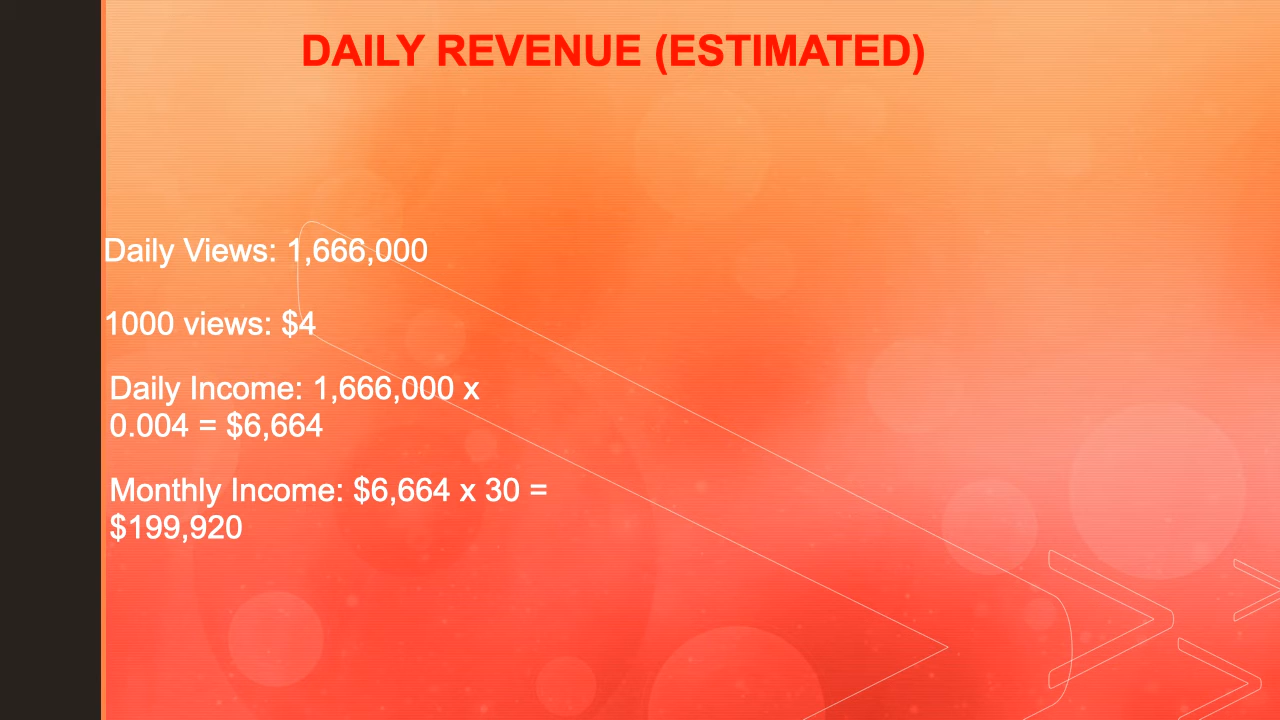 DAILY REVENUE (ESTIMATED)
Daily Views: 1,666,000
1000 views: $4
Daily Income: 1,666,000 x
0.004 = $6,664
Monthly Income: $6,664 x 30 =
$199,920